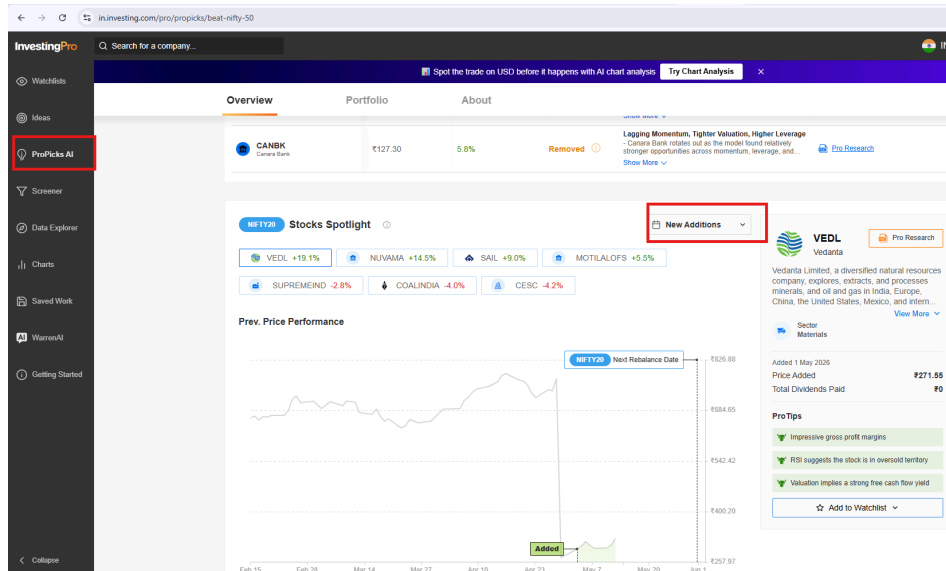 in.investing.com/pro/propicks/beat-nifty-50
InvestingPro
Search for a company...
Spot the trade on USD before it happens with AI chart analysis Try Chart Analysis
Watchlists
Ideas
ProPicks AI
Screener
Data Explorer
Charts
Saved Work
WarrenAI
Getting Started
Collapse
Overview Portfolio About
Show More
CANBK
Canara Bank
₹127.30 5.8% Removed
Lagging Momentum, Tighter Valuation, Higher Leverage
- Canara Bank rotates out as the model found relatively
stronger opportunities across momentum, leverage, and...
Show More
Pro Research
NIFTY20 Stocks Spotlight
New Additions
VEDL +19.1% NUVAMA +14.5% SAIL +9.0% MOTILALOFS +5.5%
SUPREMEIND -2.8% COALINDIA -4.0% CESC -4.2%
Prev. Price Performance
NIFTY20 Next Rebalance Date
₹826.88
₹684.65
₹542.42
₹400.20
₹257.97
Added
Feb 15 Feb 28 Mar 14 Mar 27 Apr 10 Apr 23 May 7 May 20 Jun 1
VEDL
Vedanta
Pro Research
Vedanta Limited, a diversified natural resources
company, explores, extracts, and processes
minerals, and oil and gas in India, Europe,
China, the United States, Mexico, and intern...
View More
Sector
Materials
Added 1 May 2026
Price Added ₹271.55
Total Dividends Paid ₹0
ProTips
Impressive gross profit margins
RSI suggests the stock is in oversold territory
Valuation implies a strong free cash flow yield
Add to Watchlist